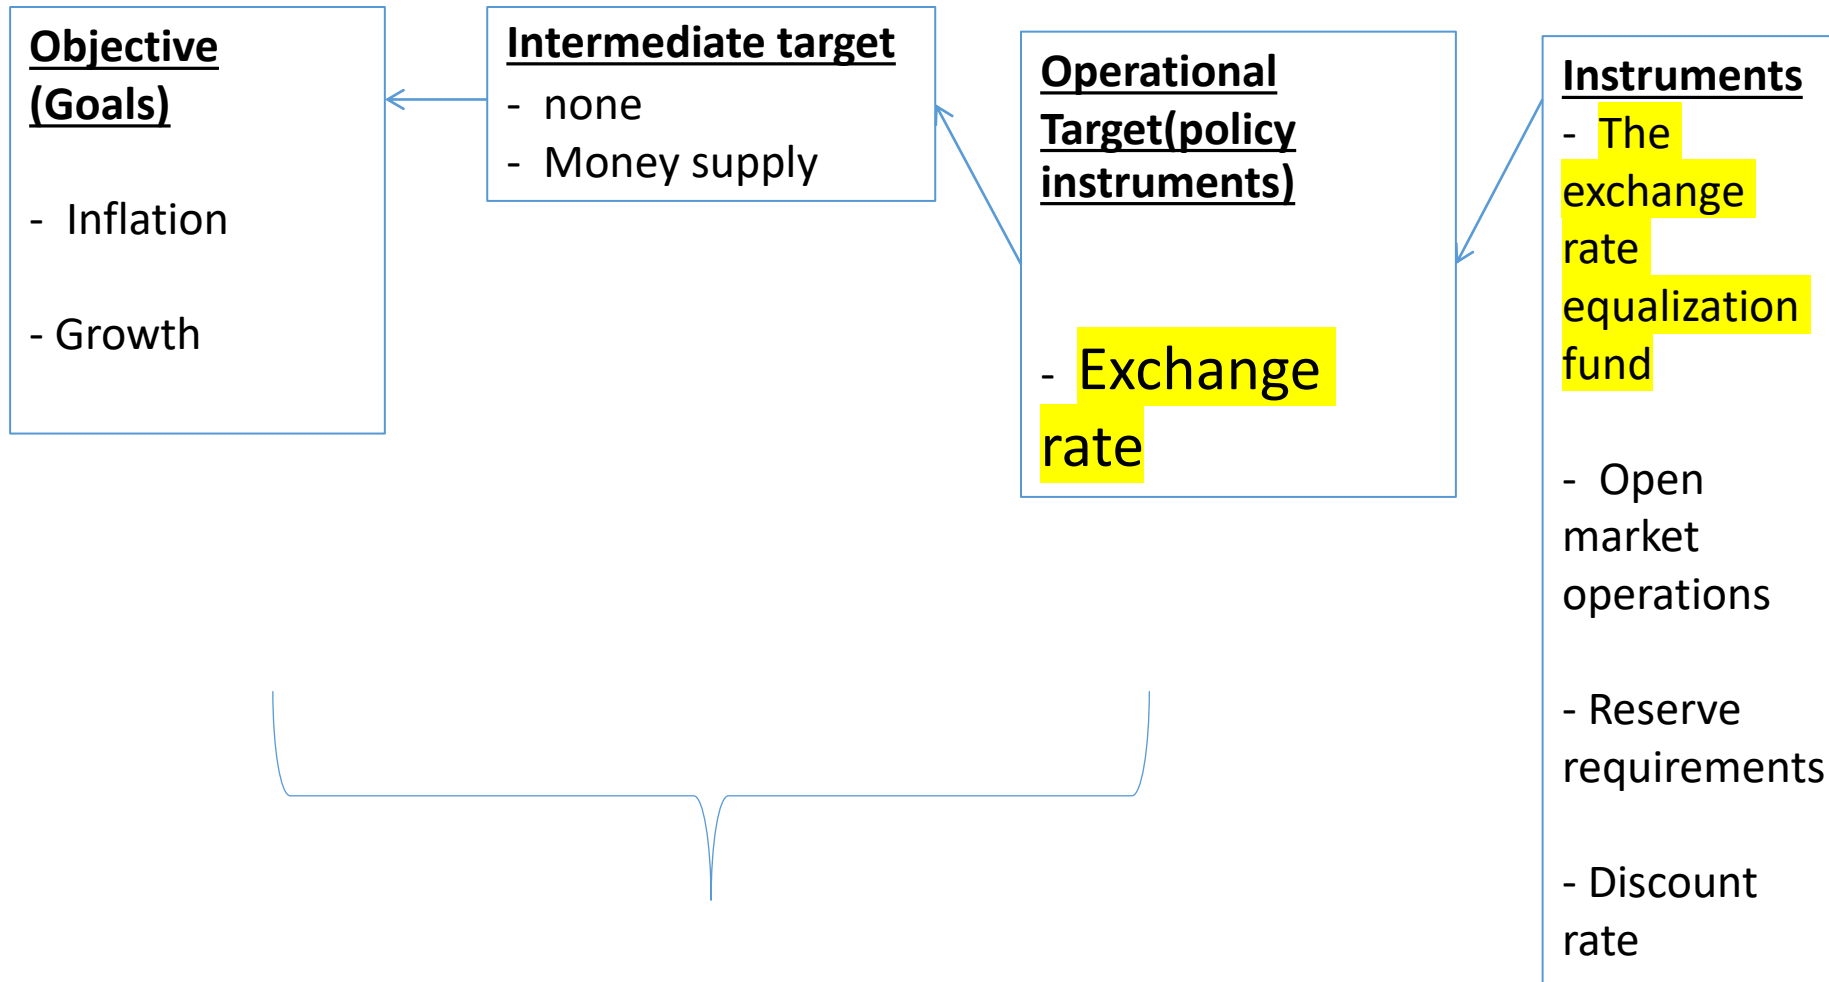 Objective
(Goals)
- Inflation
- Growth
Intermediate target
- none
- Money supply
Operational
Target(policy
instruments)
- Exchange
rate
Instruments
- The
exchange
rate
equalization
fund
- Open
market
operations
- Reserve
requirements
- Discount
rate